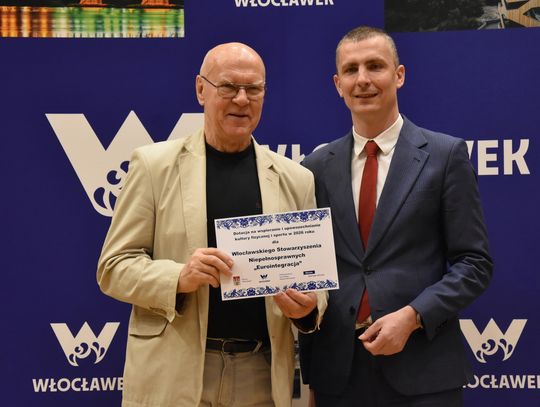 WŁOCŁAWEK
WŁOCŁAWEK
Dotacja na wspieranie i upowszechnianie
kultury fizycznej i sportu w 2026 roku
dla
Włocławskiego Stowarzyszenia
Niepełnosprawnych
„Eurointegracja”
WŁOCŁAWEK
WŁOCŁAWEK